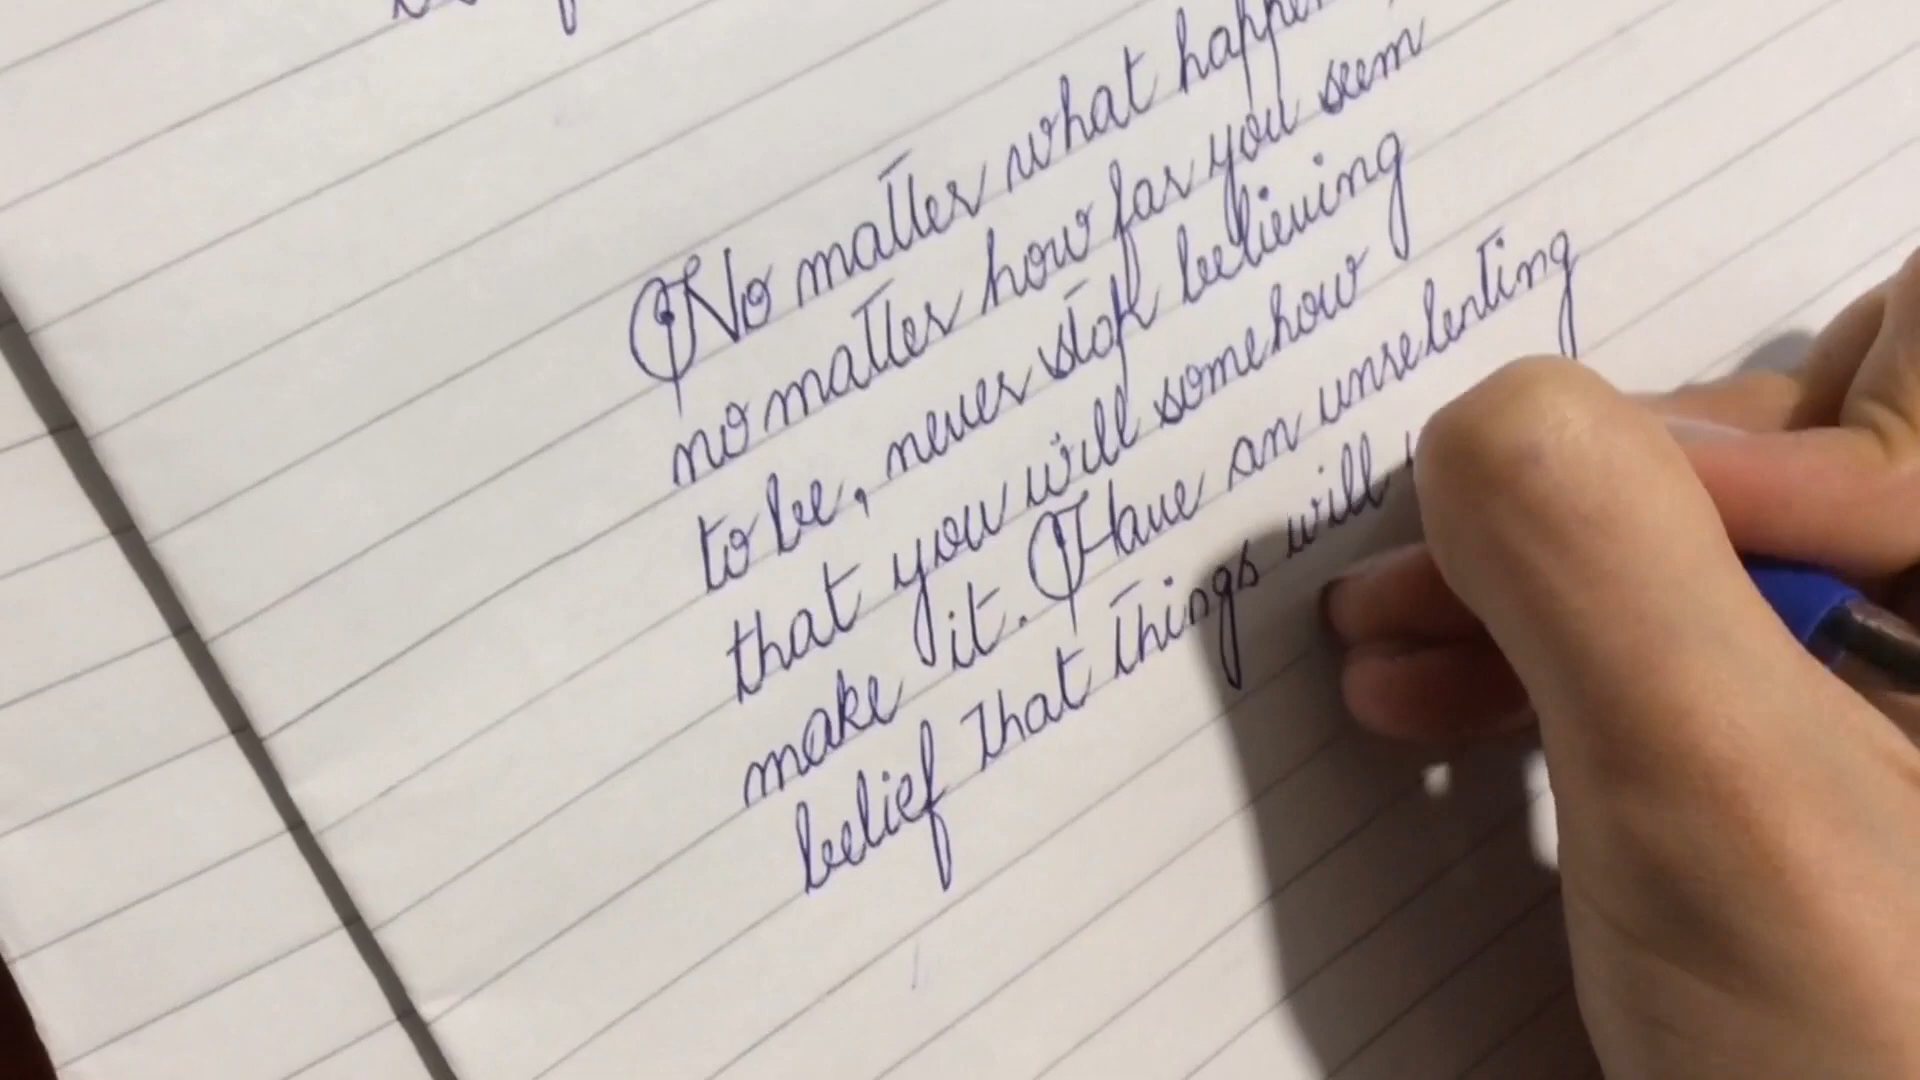 No matter what
no matter how far you seem
to be, never stop believing
that you will somehow
make it. Have an unrelenting
belief that things will